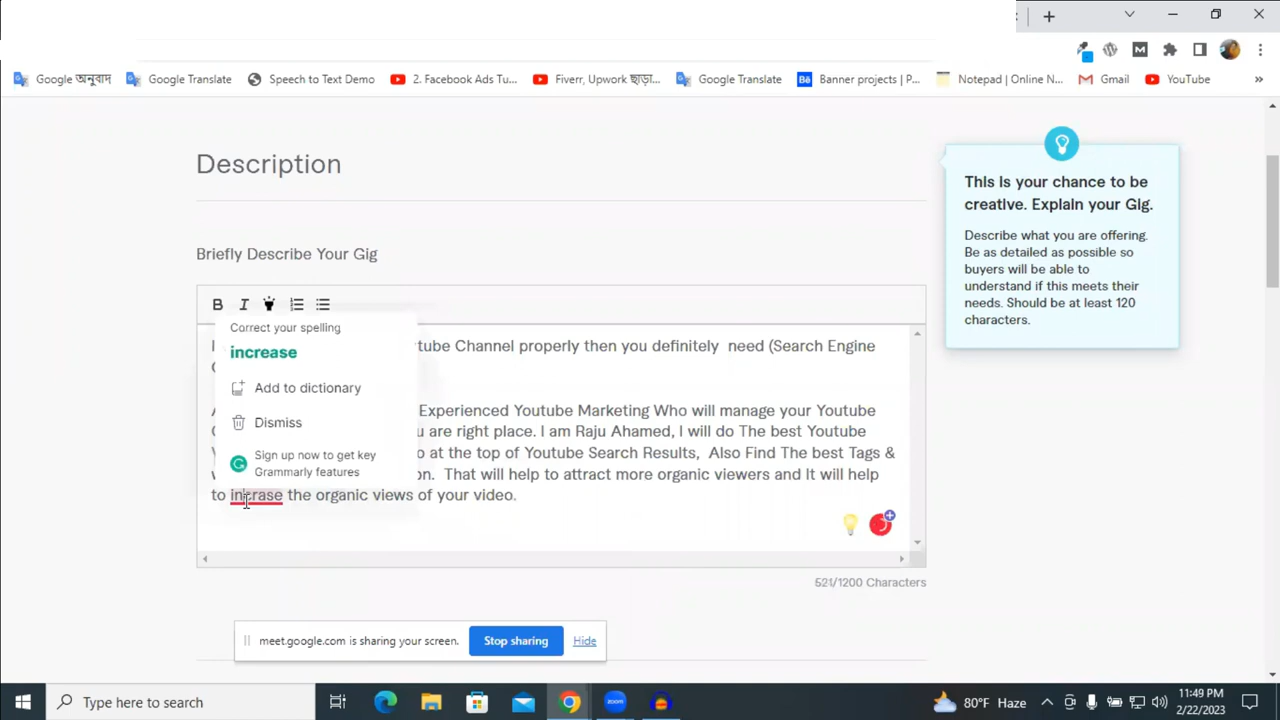 Google অনুবাদ Google Translate Speech to Text Demo 2. Facebook Ads Tu... Fiverr, Upwork ছাড়া... Google Translate Bē Banner projects | P... Notepad | Online N... Gmail YouTube »
Description
This is your chance to be
creative. Explain your Gig.
Describe what you are offering.
Be as detailed as possible so
buyers will be able to
understand if this meets their
needs. Should be at least 120
characters.
Briefly Describe Your Gig
B I
Correct your spelling
increase
Add to dictionary
Dismiss
Sign up now to get key
Grammarly features
tube Channel properly then you definitely need (Search Engine
Experienced Youtube Marketing Who will manage your Youtube
u are right place. I am Raju Ahamed, I will do The best Youtube
o at the top of Youtube Search Results, Also Find The best Tags &
on. That will help to attract more organic viewers and It will help
to incrase the organic views of your video.
521/1200 Characters
meet.google.com is sharing your screen. Stop sharing Hide
Type here to search
80°F Haze
11:49 PM
2/22/2023